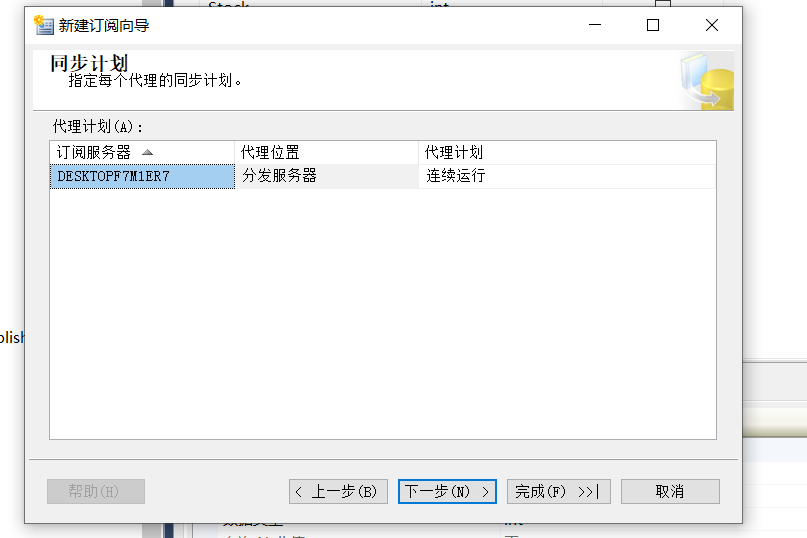 Stock int
新建订阅向导
同步计划
指定每个代理的同步计划。
代理计划(A):
订阅服务器 代理位置 代理计划
DESKTOPF7M1ER7 分发服务器 连续运行
blish
帮助(H) < 上一步(B) 下一步(N) > 完成(F) >>| 取消